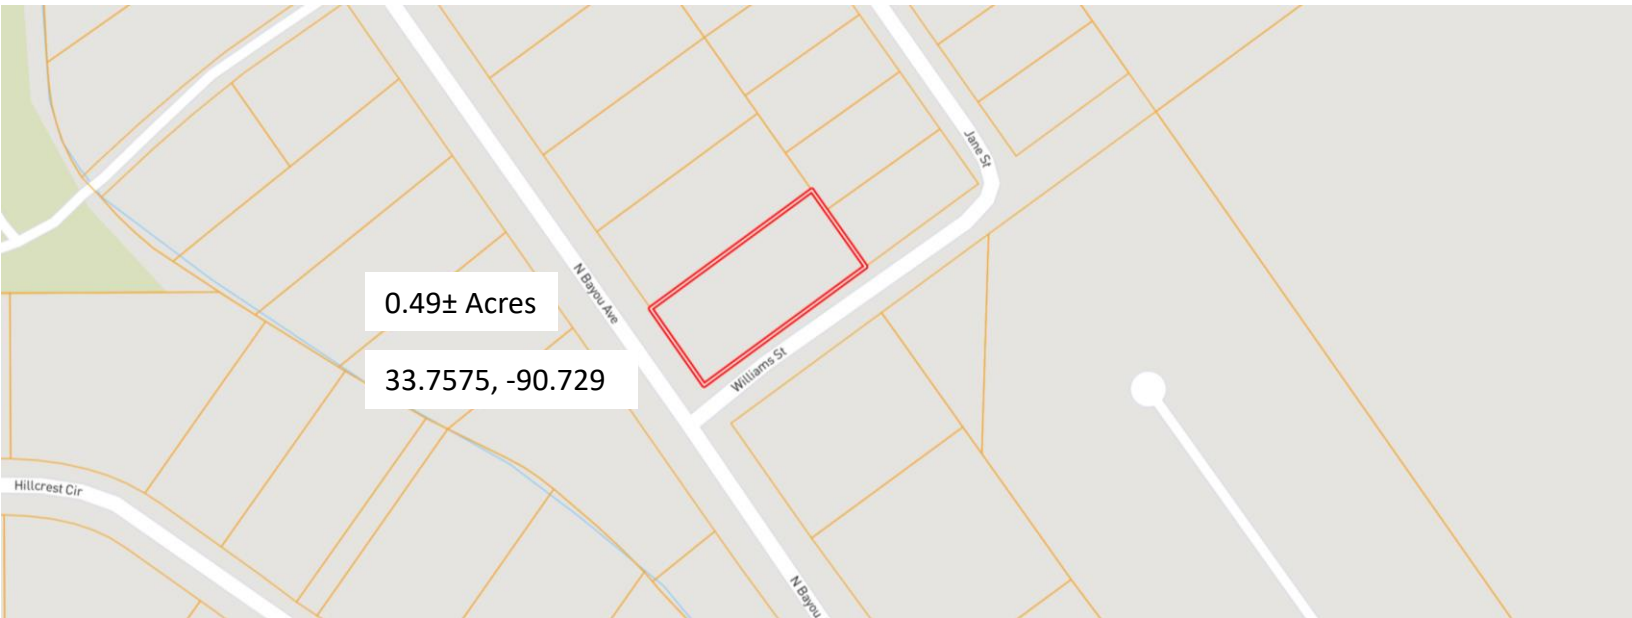 Jane St
N Bayou Ave
0.49± Acres
33.7575, -90.729
Williams St
Hillcrest Cir
N Bayou